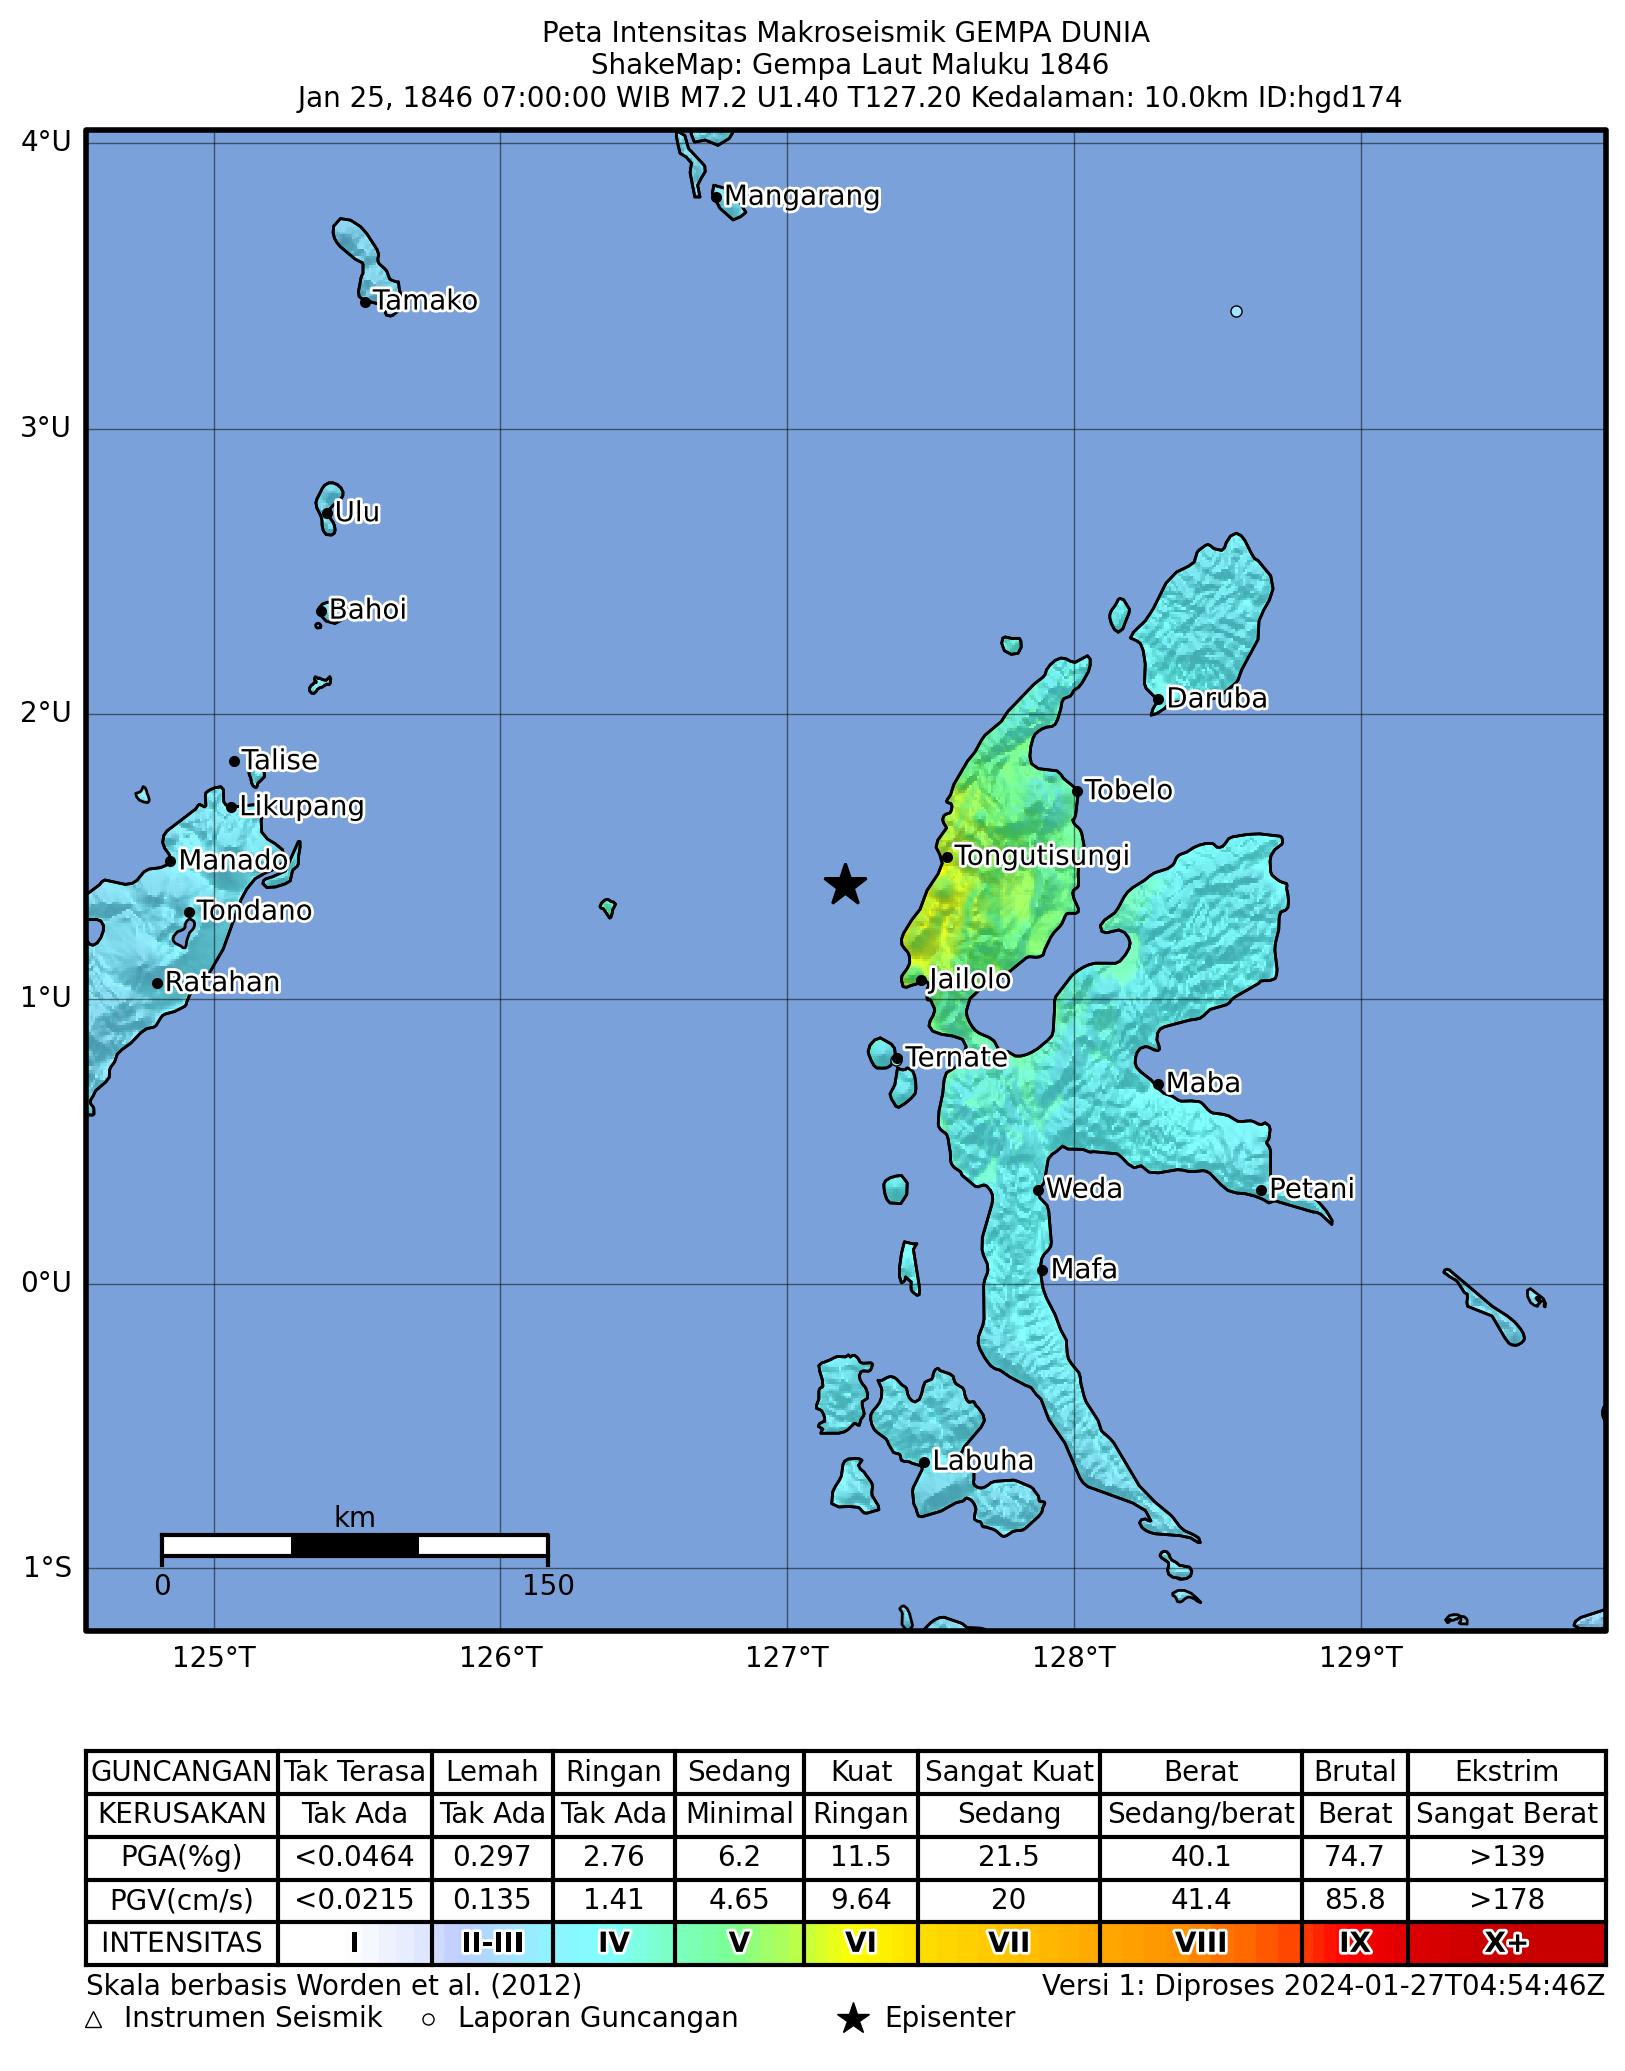 Peta Intensitas Makroseismik GEMPA DUNIA
ShakeMap: Gempa Laut Maluku 1846
Jan 25, 1846 07:00:00 WIB M7.2 U1.40 T127.20 Kedalaman: 10.0km ID:hgd174
4°U
Mangarang
Tamako
3°U
Ulu
Bahoi
Daruba
2°U
Talise
Tobelo
Likupang
Tongutisungi
Manado
Tondano
Jailolo
Ratahan
1°U
Ternate
Maba
Weda
Petani
Mafa
0°U
Labuha
km
1°S
0 150
125°T 126°T 127°T 128°T 129°T
GUNCANGAN Tak Terasa Lemah Ringan Sedang Kuat Sangat Kuat Berat Brutal Ekstrim
KERUSAKAN Tak Ada Tak Ada Tak Ada Minimal Ringan Sedang Sedang/berat Berat Sangat Berat
PGA(%g) <0.0464 0.297 2.76 6.2 11.5 21.5 40.1 74.7 >139
PGV(cm/s) <0.0215 0.135 1.41 4.65 9.64 20 41.4 85.8 >178
INTENSITAS I II-III IV V VI VII VIII IX X+
Skala berbasis Worden et al. (2012) Versi 1: Diproses 2024-01-27T04:54:46Z
Instrumen Seismik Laporan Guncangan Episenter